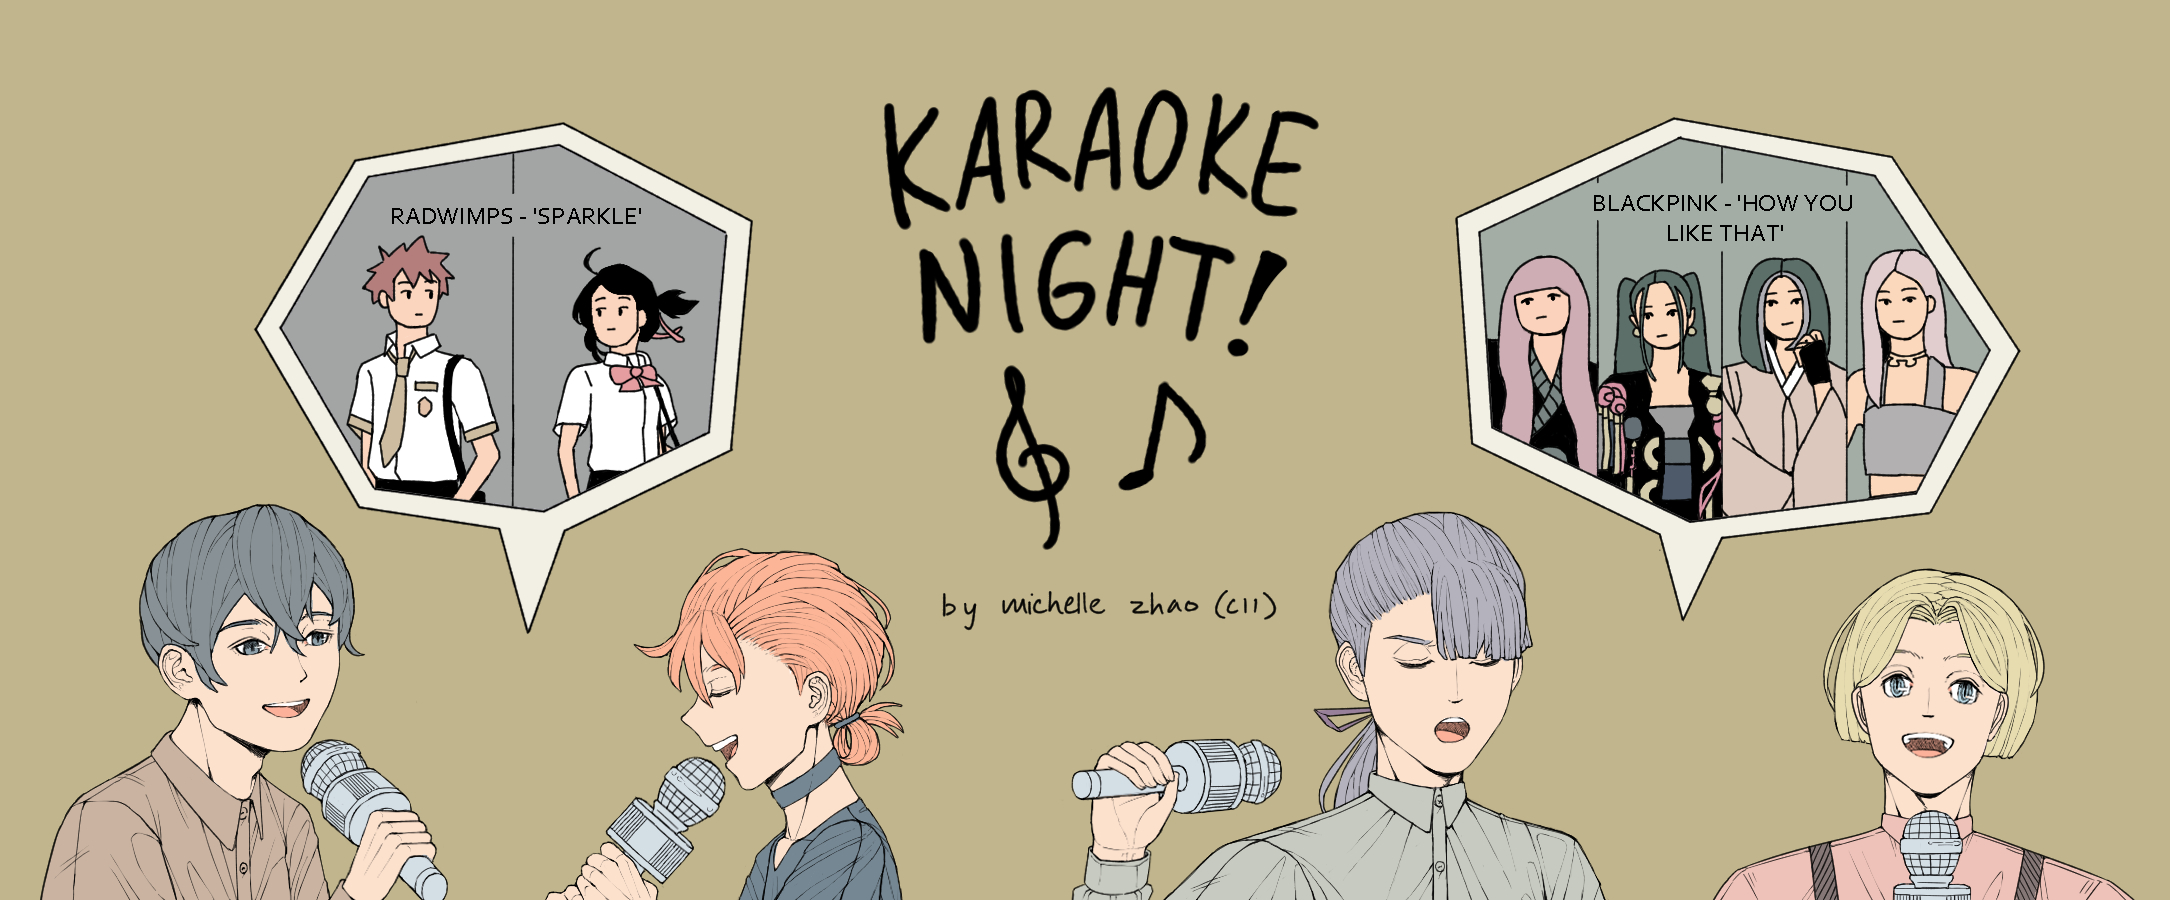 KARAOKE
NIGHT!
by michelle zhao (c11)
RADWIMPS - 'SPARKLE'
BLACKPINK - 'HOW YOU
LIKE THAT'